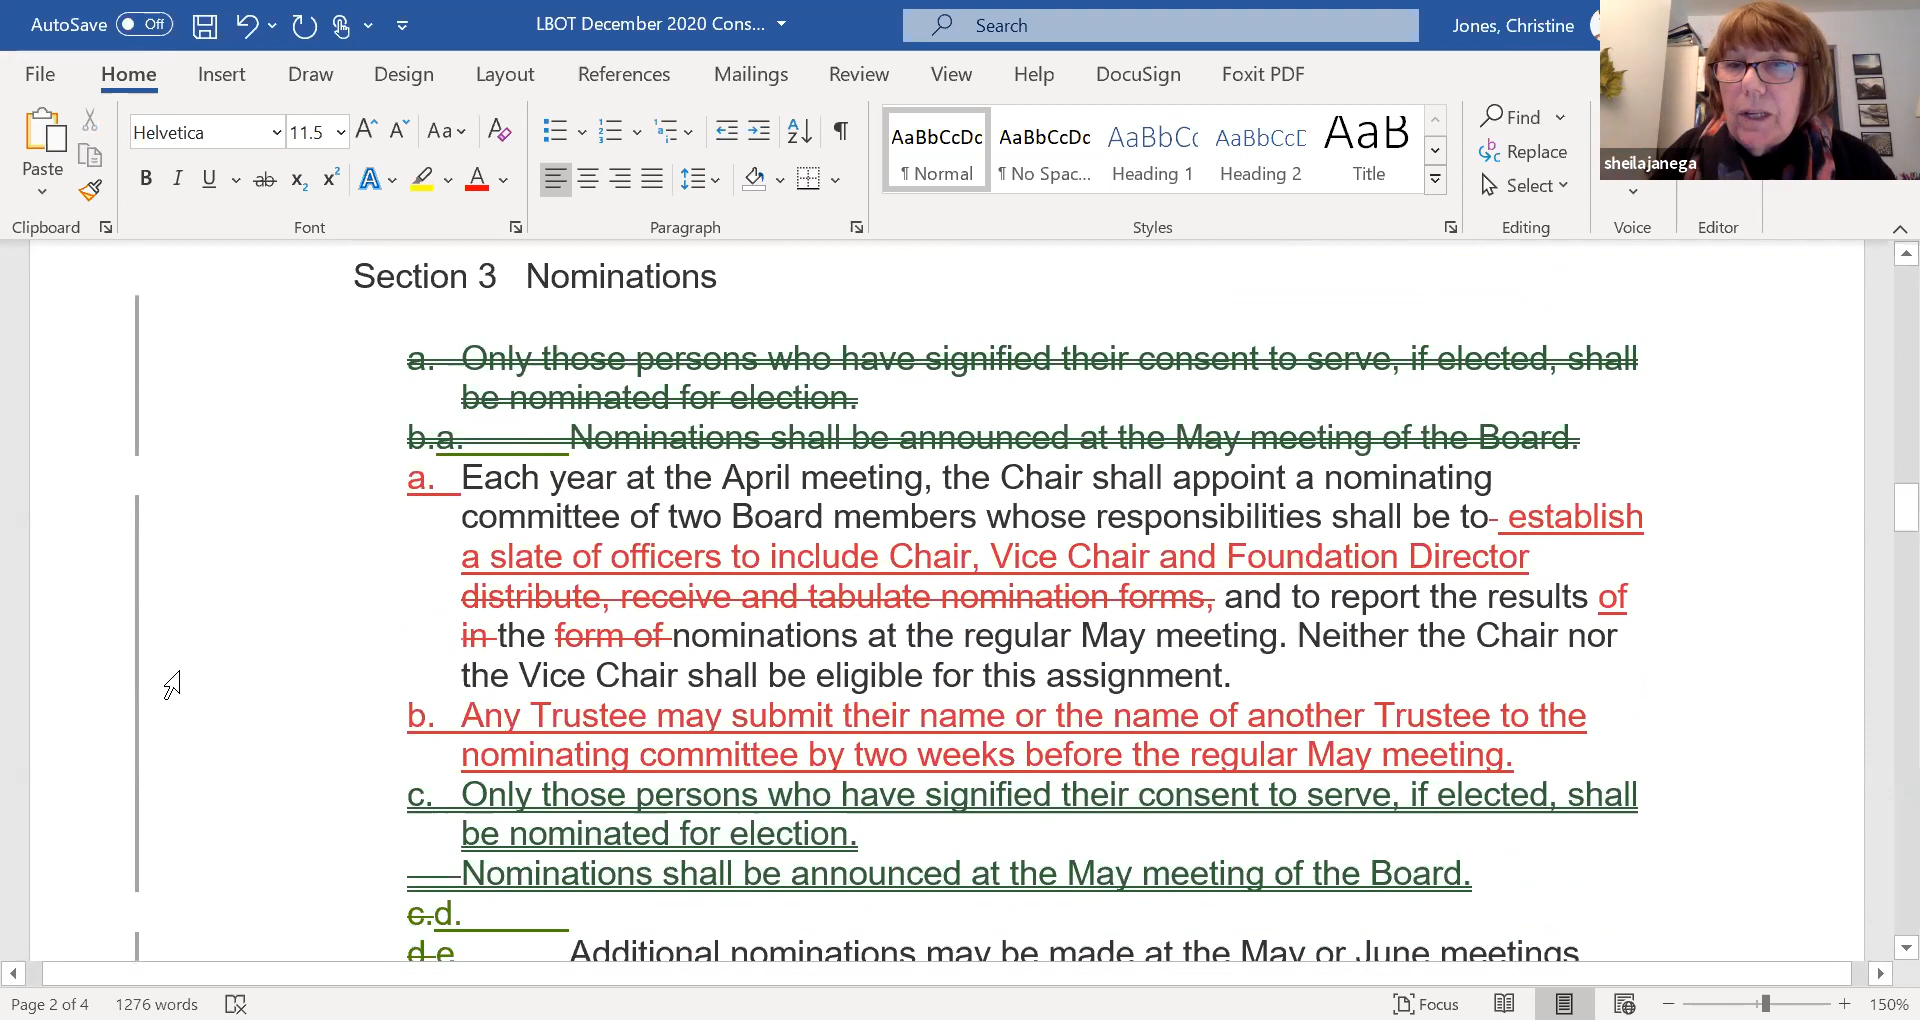 AutoSave Off LBOT December 2020 Cons... Search Jones, Christine
File Home Insert Draw Design Layout References Mailings Review View Help DocuSign Foxit PDF
Paste Helvetica 11.5 A A Aa A
B I U ab x2 x2 A A
AaBbCcDc AaBbCcDc AaBbCc AaBbCcD AaB
¶ Normal ¶ No Spac... Heading 1 Heading 2 Title
Find
Replace
Select
sheilajanega
Clipboard Font Paragraph Styles Editing Voice Editor
Section 3 Nominations
a. Only those persons who have signified their consent to serve, if elected, shall
be nominated for election.
b.a. Nominations shall be announced at the May meeting of the Board.
a. Each year at the April meeting, the Chair shall appoint a nominating
committee of two Board members whose responsibilities shall be to establish
a slate of officers to include Chair, Vice Chair and Foundation Director
distribute, receive and tabulate nomination forms, and to report the results of
in the form of nominations at the regular May meeting. Neither the Chair nor
the Vice Chair shall be eligible for this assignment.
b. Any Trustee may submit their name or the name of another Trustee to the
nominating committee by two weeks before the regular May meeting.
c. Only those persons who have signified their consent to serve, if elected, shall
be nominated for election.
Nominations shall be announced at the May meeting of the Board.
c.d.
d e Additional nominations may be made at the May or June meetings
Page 2 of 4 1276 words Focus 150%